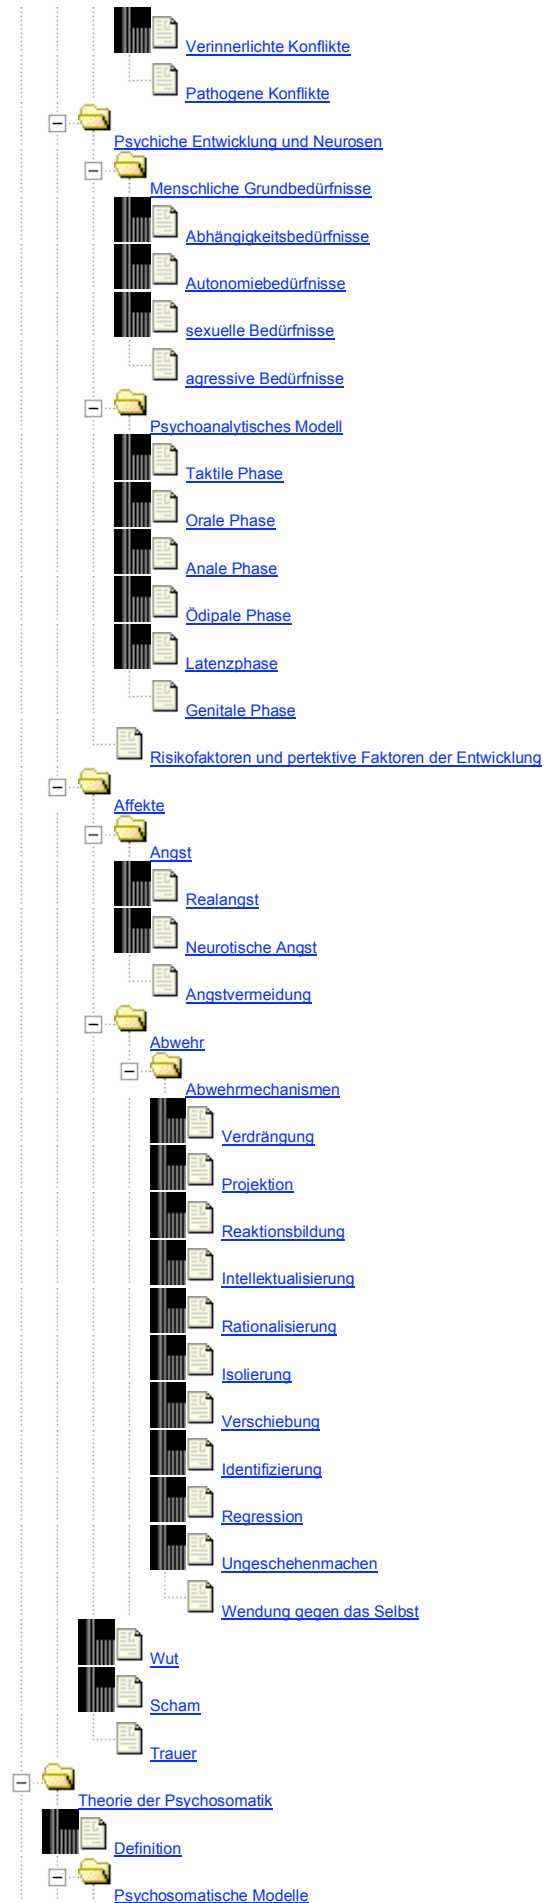 Verinnerlichte Konflikte
Pathogene Konflikte
Psychiche Entwicklung und Neurosen
Menschliche Grundbedürfnisse
Abhängigkeitsbedürfnisse
Autonomiebedürfnisse
sexuelle Bedürfnisse
agressive Bedürfnisse
Psychoanalytisches Modell
Taktile Phase
Orale Phase
Anale Phase
Ödipale Phase
Latenzphase
Genitale Phase
Risikofaktoren und pertektive Faktoren der Entwicklung
Affekte
Angst
Realangst
Neurotische Angst
Angstvermeidung
Abwehr
Abwehrmechanismen
Verdrängung
Projektion
Reaktionsbildung
Intellektualisierung
Rationalisierung
Isolierung
Verschiebung
Identifizierung
Regression
Ungeschehenmachen
Wendung gegen das Selbst
Wut
Scham
Trauer
Theorie der Psychosomatik
Definition
Psychosomatische Modelle